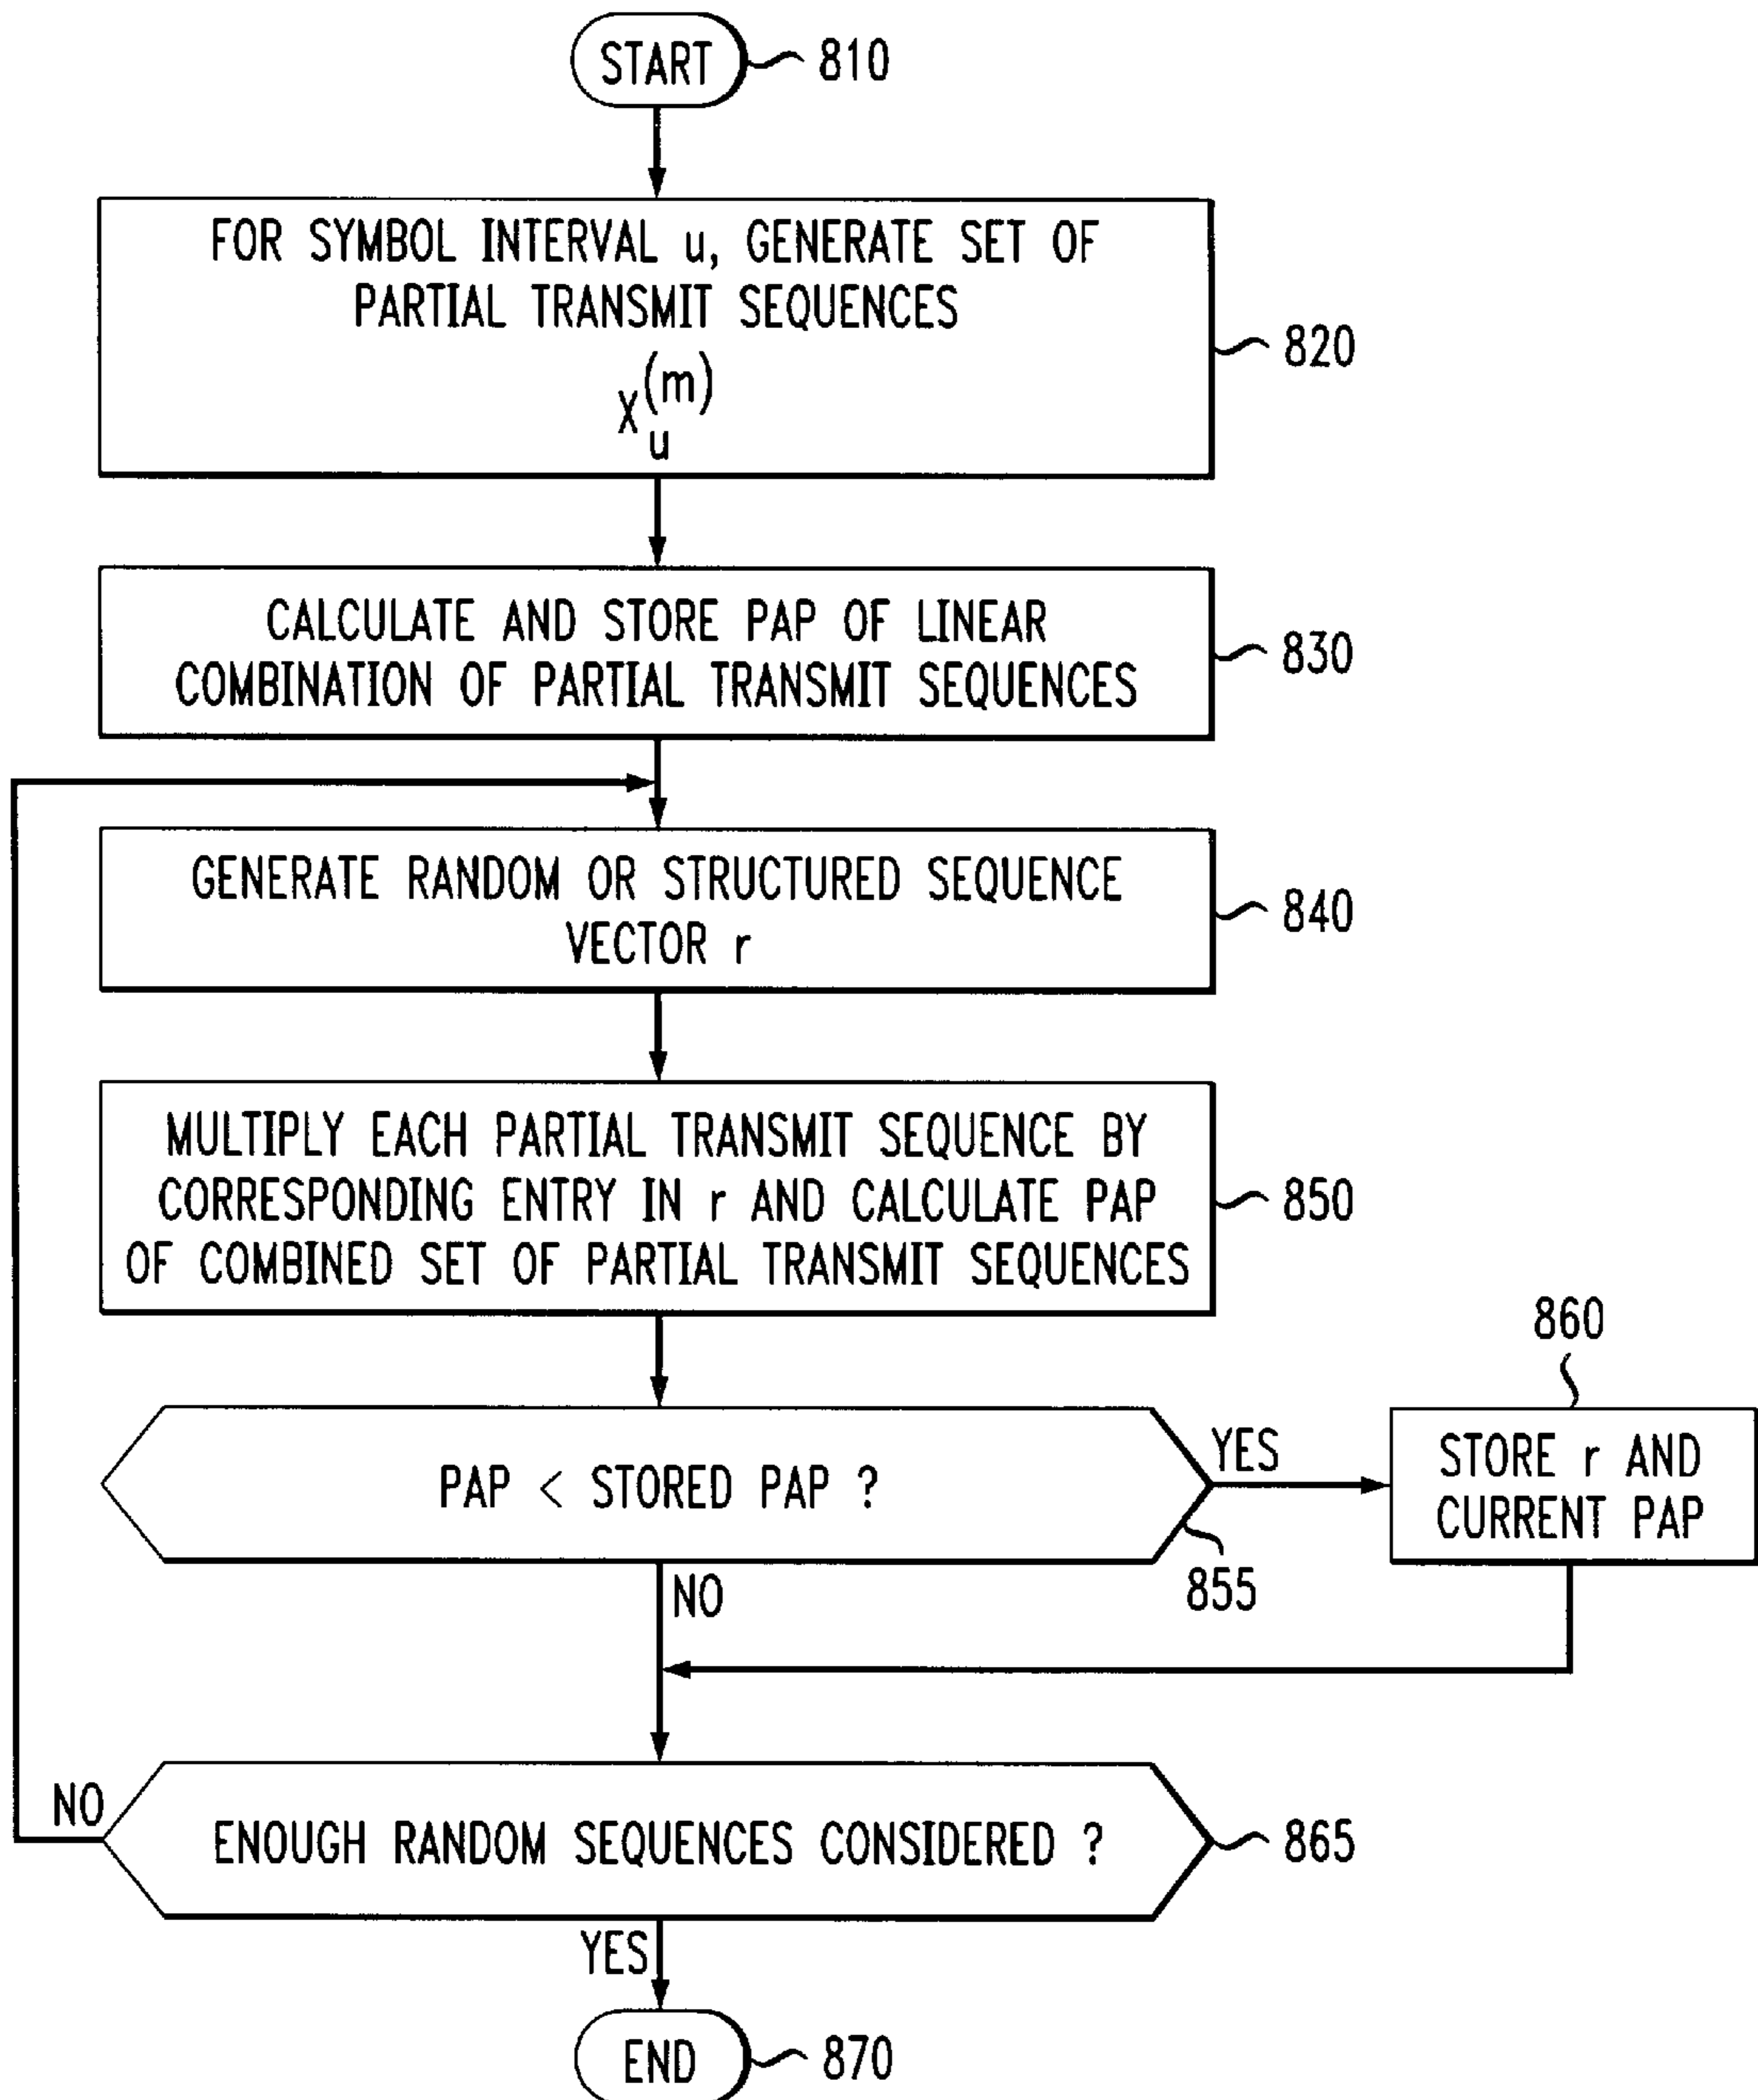 START 810
FOR SYMBOL INTERVAL u, GENERATE SET OF
PARTIAL TRANSMIT SEQUENCES
x_u^(m)
820
CALCULATE AND STORE PAP OF LINEAR
COMBINATION OF PARTIAL TRANSMIT SEQUENCES
830
GENERATE RANDOM OR STRUCTURED SEQUENCE
VECTOR r
840
MULTIPLY EACH PARTIAL TRANSMIT SEQUENCE BY
CORRESPONDING ENTRY IN r AND CALCULATE PAP
OF COMBINED SET OF PARTIAL TRANSMIT SEQUENCES
850
PAP < STORED PAP ?
855
YES
860
STORE r AND
CURRENT PAP
NO
ENOUGH RANDOM SEQUENCES CONSIDERED ?
865
NO
YES
END 870